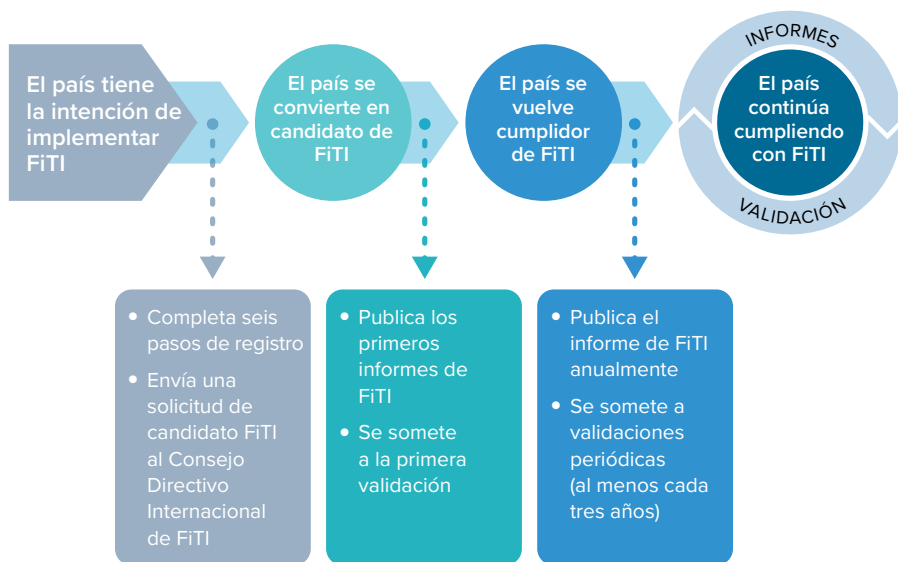 El país tiene
la intención de
implementar
FiTI
El país se
convierte en
candidato de
FiTI
El país se
vuelve
cumplidor
de FiTI
INFORMES
El país
continúa
cumpliendo
con FiTI
VALIDACIÓN
• Completa seis
pasos de registro
• Envía una
solicitud de
candidato FiTI
al Consejo
Directivo
Internacional
de FiTI
• Publica los
primeros
informes de
FiTI
• Se somete
a la primera
validación
• Publica el
informe de FiTI
anualmente
• Se somete a
validaciones
periódicas
(al menos cada
tres años)